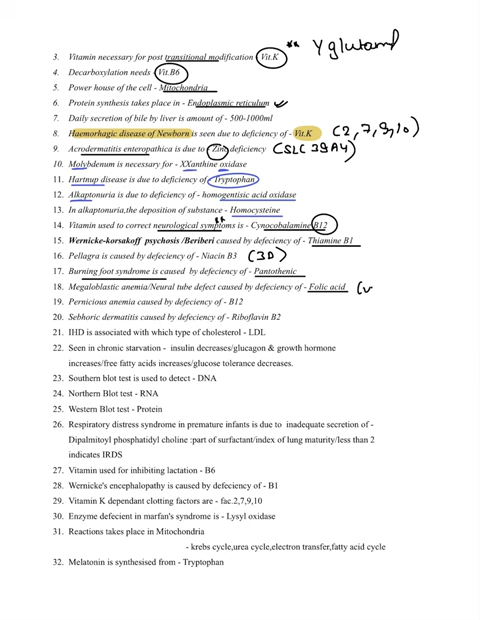 ** γ glutamyl
3. Vitamin necessary for post transitional modification - Vit.K
4. Decarboxylation needs - Vit.B6
5. Power house of the cell - Mitochondria
6. Protein synthesis takes place in - Endoplasmic reticulum
7. Daily secretion of bile by liver is amount of - 500-1000ml
8. Haemorhagic disease of Newborn is seen due to deficiency of - Vit.K (2, 7, 9, 10)
9. Acrodermatitis enteropathica is due to - Zinc deficiency (SLC 39A4)
10. Molybdenum is necessary for - XXanthine oxidase
11. Hartnup disease is due to deficiency of - Tryptophan
12. Alkaptonuria is due to deficiency of - homogentisic acid oxidase
13. In alkaptonuria,the deposition of substance - Homocysteine
14. Vitamin used to correct neurological symptoms is - Cynocobalamine B12
15. Wernicke-korsakoff psychosis /Beriberi caused by defeciency of - Thiamine B1
16. Pellagra is caused by defeciency of - Niacin B3 (3D)
17. Burning foot syndrome is caused by defeciency of - Pantothenic
18. Megaloblastic anemia/Neural tube defect caused by defeciency of - Folic acid
19. Pernicious anemia caused by defeciency of - B12
20. Sebhoric dermatitis caused by defeciency of - Riboflavin B2
21. IHD is associated with which type of cholesterol - LDL
22. Seen in chronic starvation - insulin decreases/glucagon & growth hormone
increases/free fatty acids increases/glucose tolerance decreases.
23. Southern blot test is used to detect - DNA
24. Northern Blot test - RNA
25. Western Blot test - Protein
26. Respiratory distress syndrome in premature infants is due to inadequate secretion of -
Dipalmitoyl phosphatidyl choline :part of surfactant/index of lung maturity/less than 2
indicates IRDS
27. Vitamin used for inhibiting lactation - B6
28. Wernicke's encephalopathy is caused by defeciency of - B1
29. Vitamin K dependant clotting factors are - fac.2,7,9,10
30. Enzyme defecient in marfan's syndrome is - Lysyl oxidase
31. Reactions takes place in Mitochondria
- krebs cycle,urea cycle,electron transfer,fatty acid cycle
32. Melatonin is synthesised from - Tryptophan